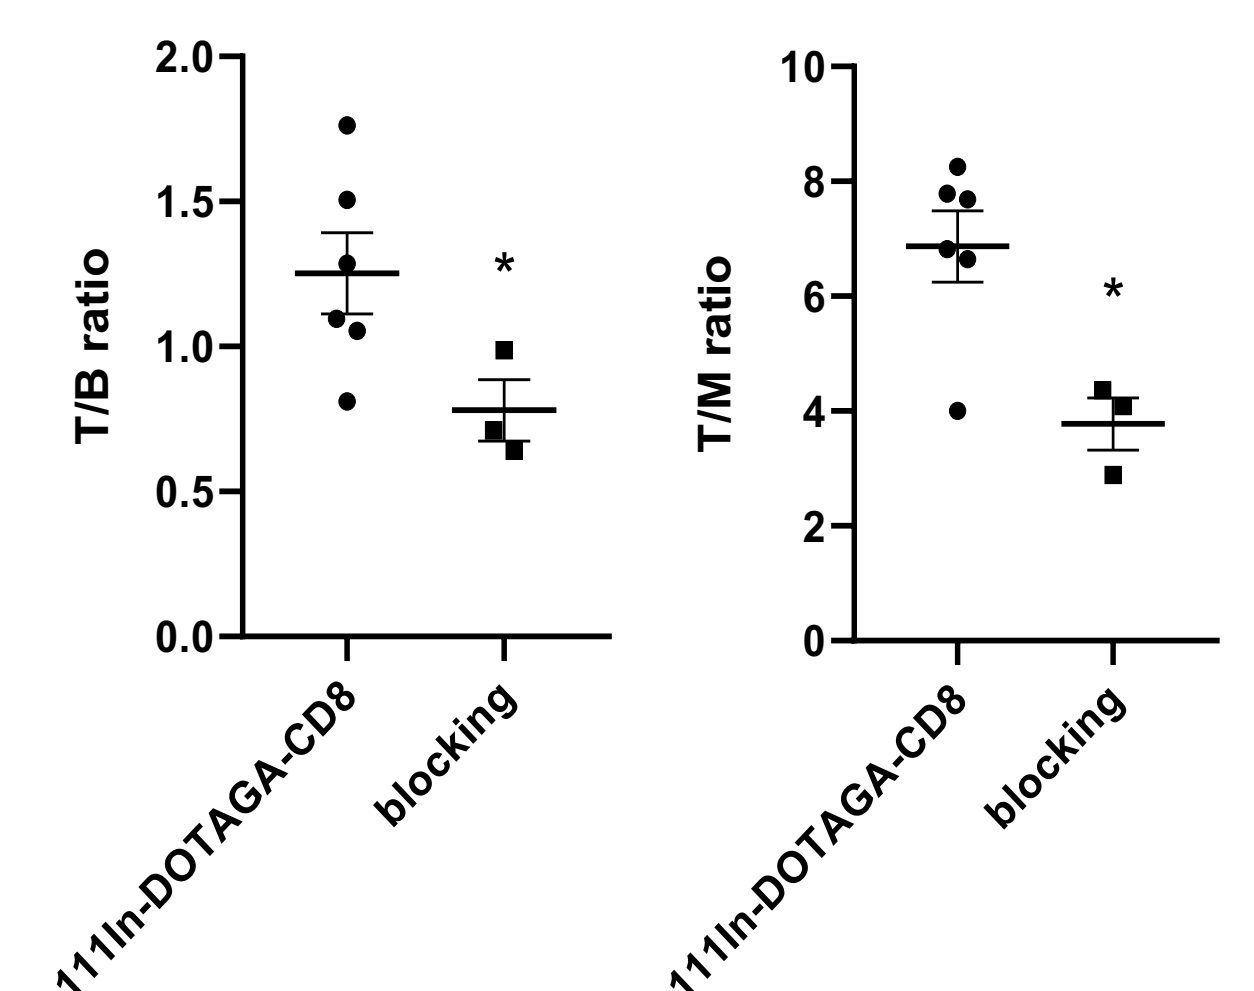 2.0
1.5
1.0
0.5
0.0
T/B ratio
*
111In-DOTAGA-CD8
blocking
10
8
6
4
2
0
T/M ratio
*
111In-DOTAGA-CD8
blocking